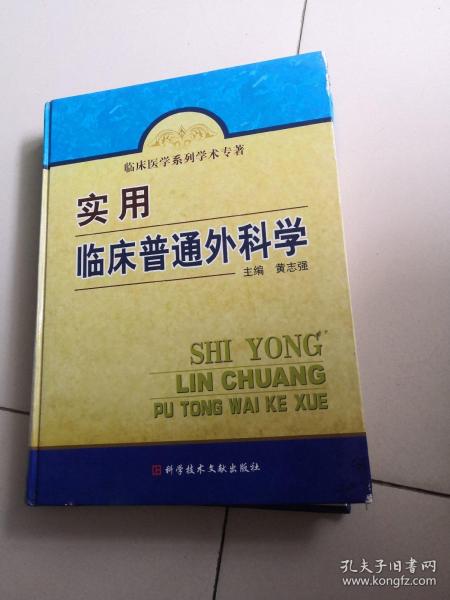 临床医学系列学术专著
实用
临床普通外科学
主编 黄志强
SHI YONG
LIN CHUANG
PU TONG WAI KE XUE
科学技术文献出版社
孔夫子旧书网
www.kongfz.com